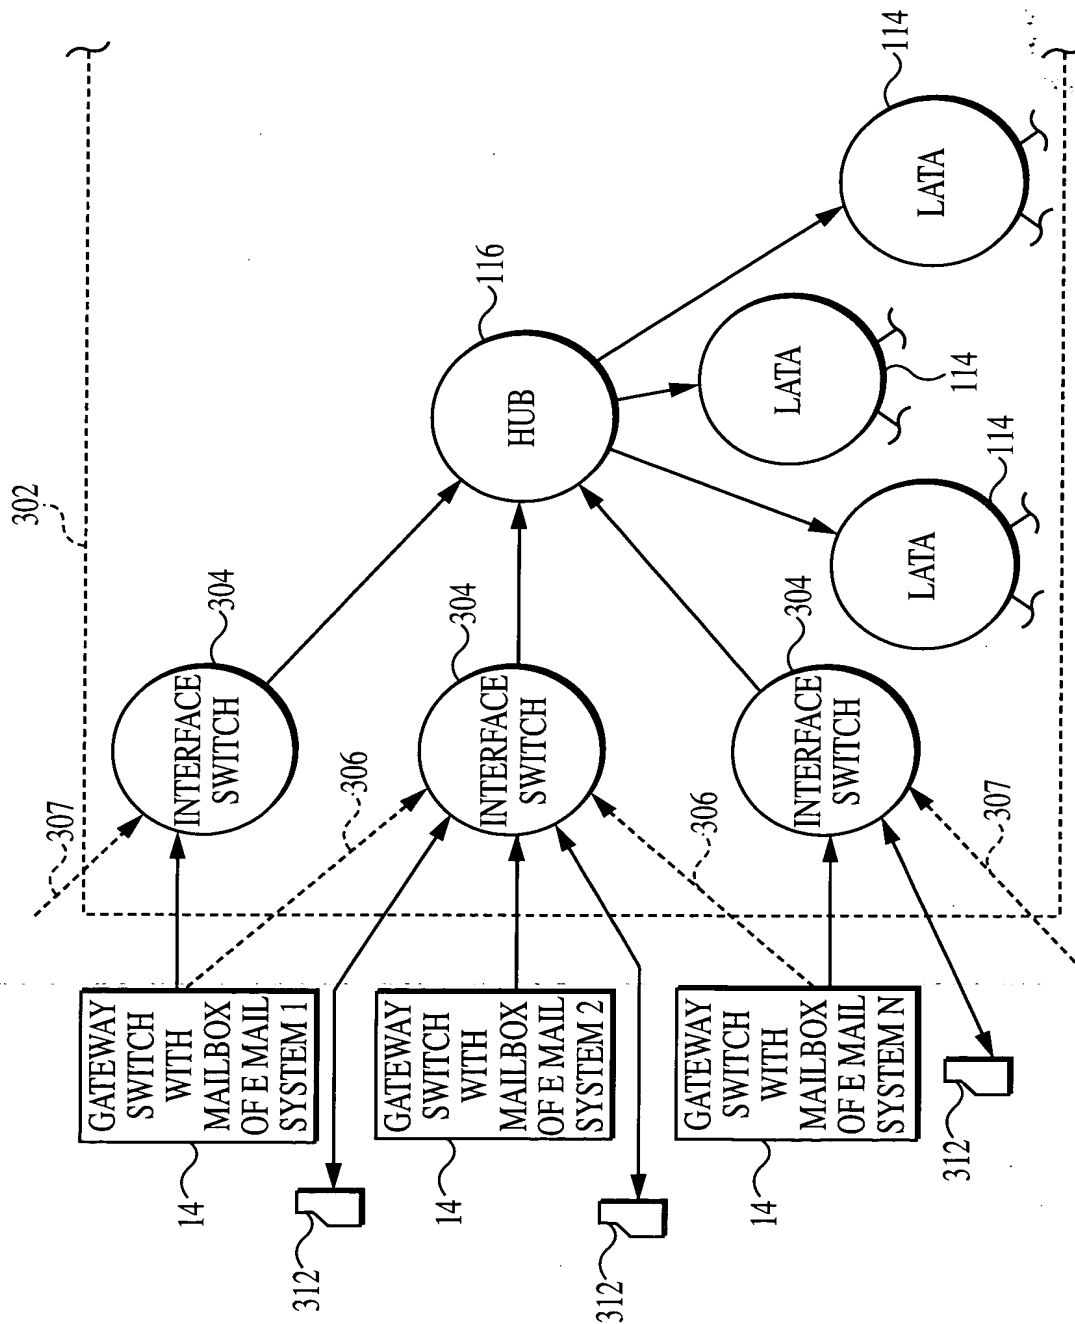 302
307
INTERFACE
SWITCH
304
GATEWAY
SWITCH
WITH
MAILBOX
OF E MAIL
SYSTEM 1
14
312
306
INTERFACE
SWITCH
304
HUB
116
GATEWAY
SWITCH
WITH
MAILBOX
OF E MAIL
SYSTEM 2
14
312
306
INTERFACE
SWITCH
304
307
GATEWAY
SWITCH
WITH
MAILBOX
OF E MAIL
SYSTEM N
14
312
LATA
114
LATA
114
LATA
114